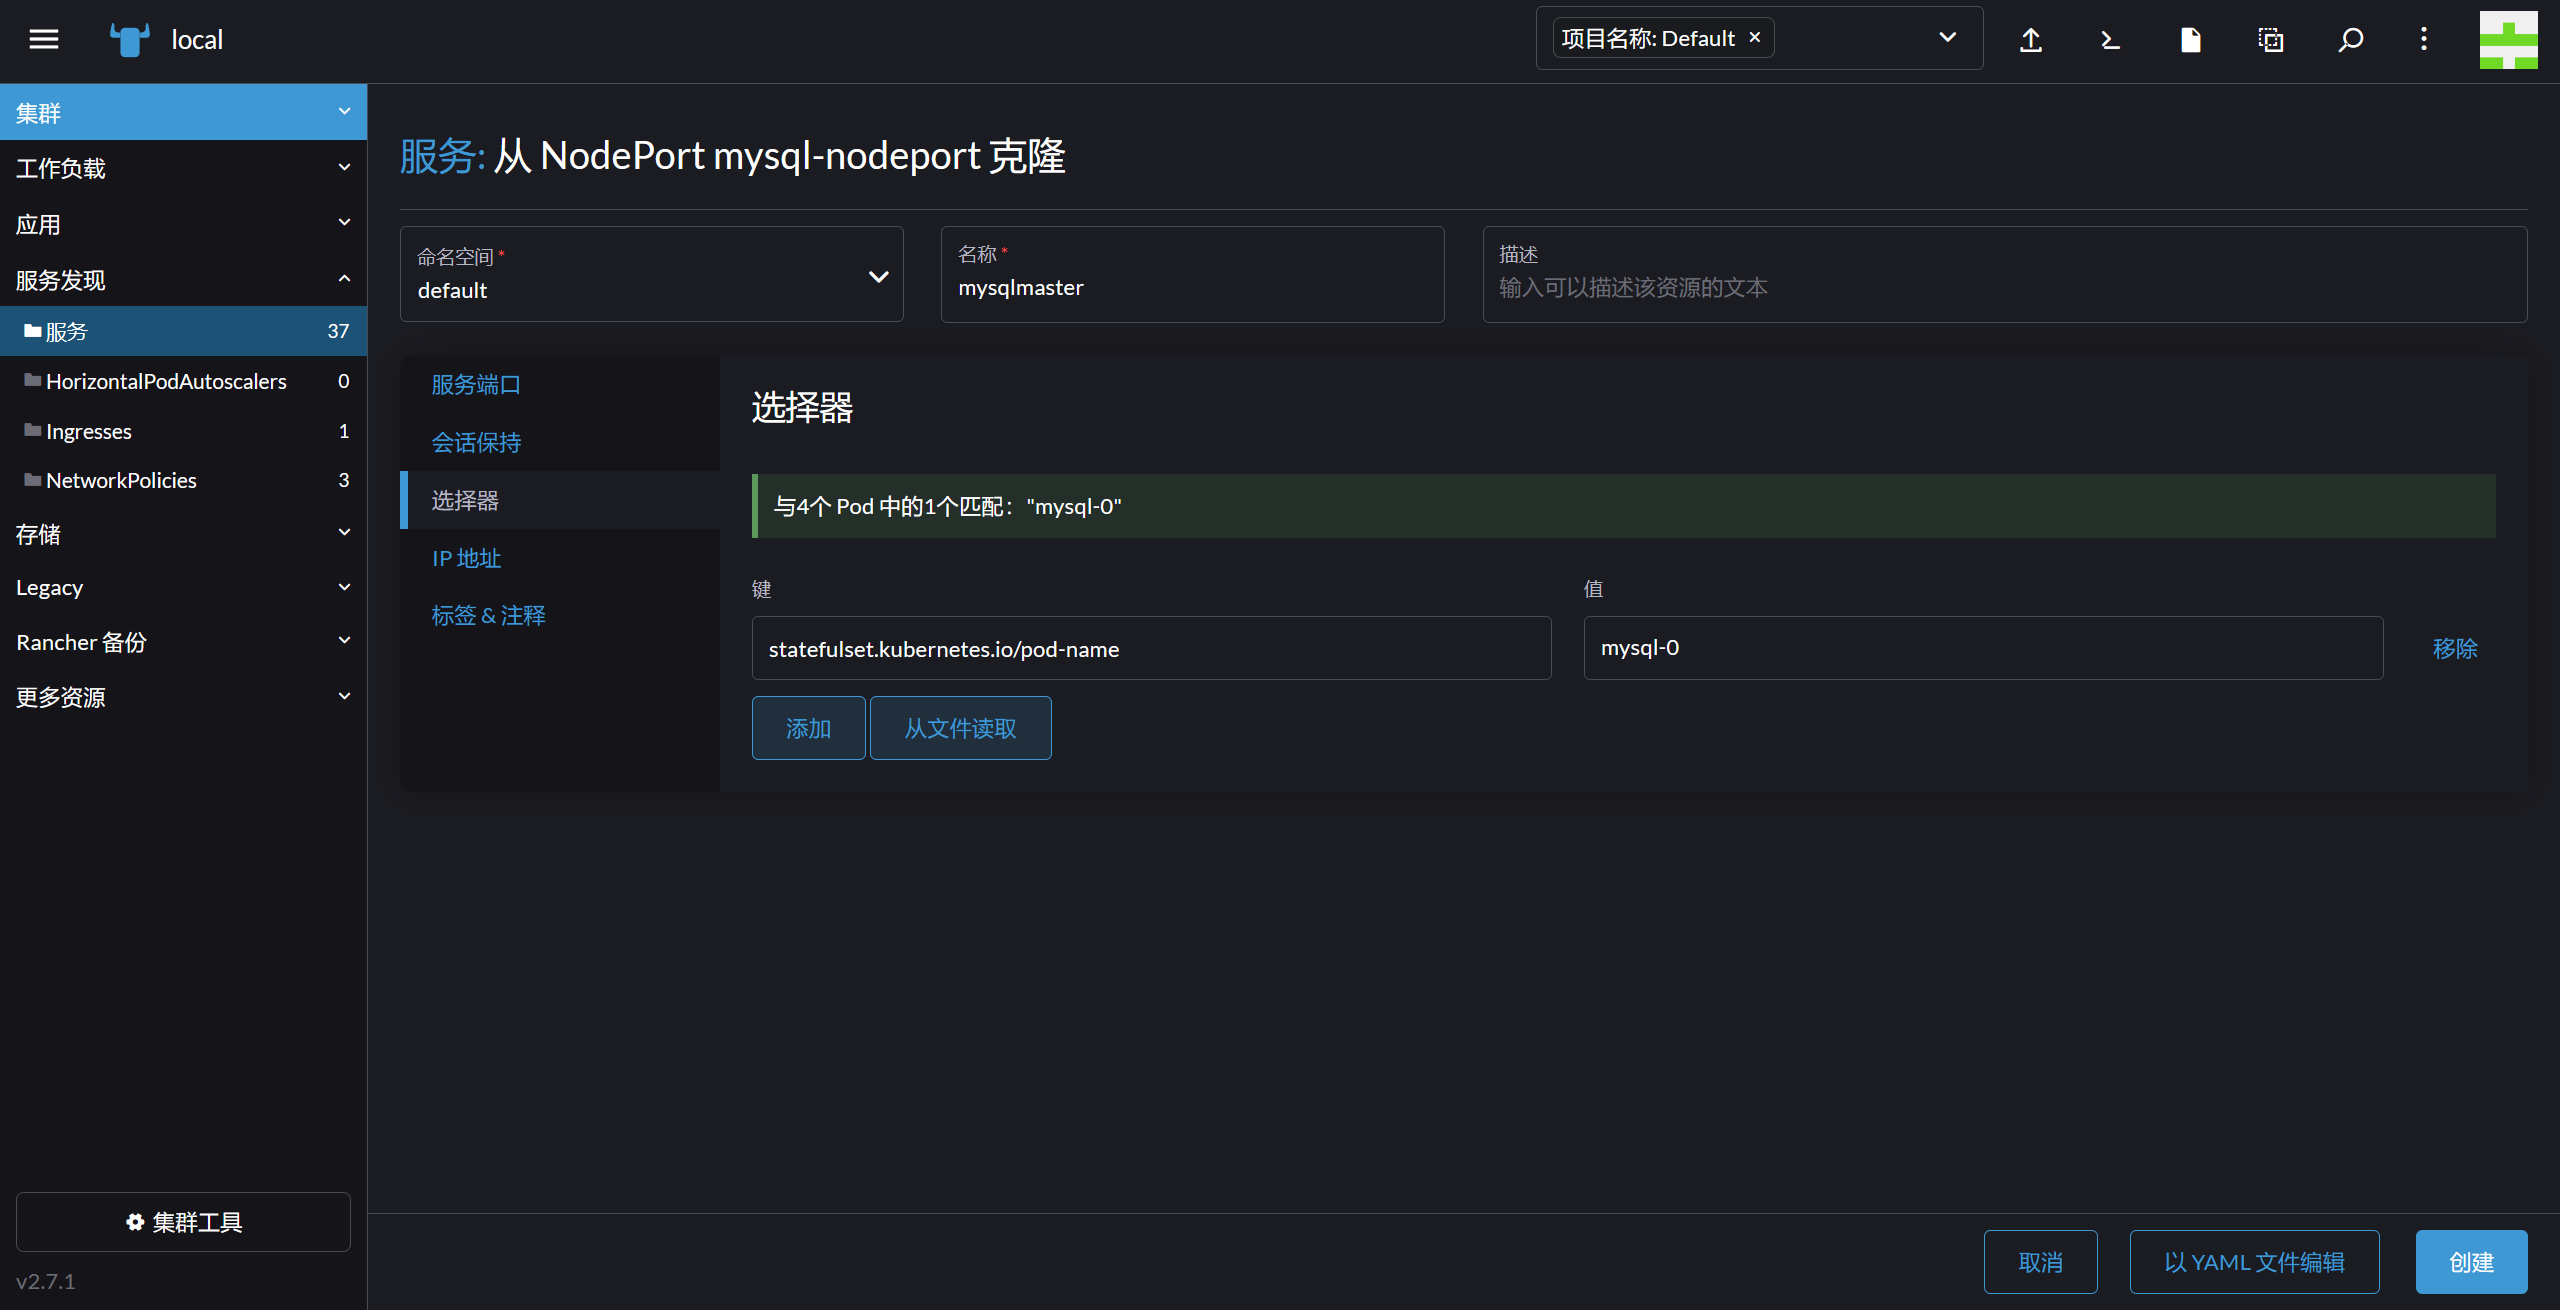 local
项目名称: Default ×
集群
工作负载
应用
服务发现
服务 37
HorizontalPodAutoscalers 0
Ingresses 1
NetworkPolicies 3
存储
Legacy
Rancher 备份
更多资源
集群工具
v2.7.1
服务: 从 NodePort mysql-nodeport 克隆
命名空间 *
default
名称 *
mysqlmaster
描述
输入可以描述该资源的文本
服务端口
会话保持
选择器
IP 地址
标签 & 注释
选择器
与4个 Pod 中的1个匹配："mysql-0"
键 值
statefulset.kubernetes.io/pod-name mysql-0 移除
添加 从文件读取
取消 以 YAML 文件编辑 创建